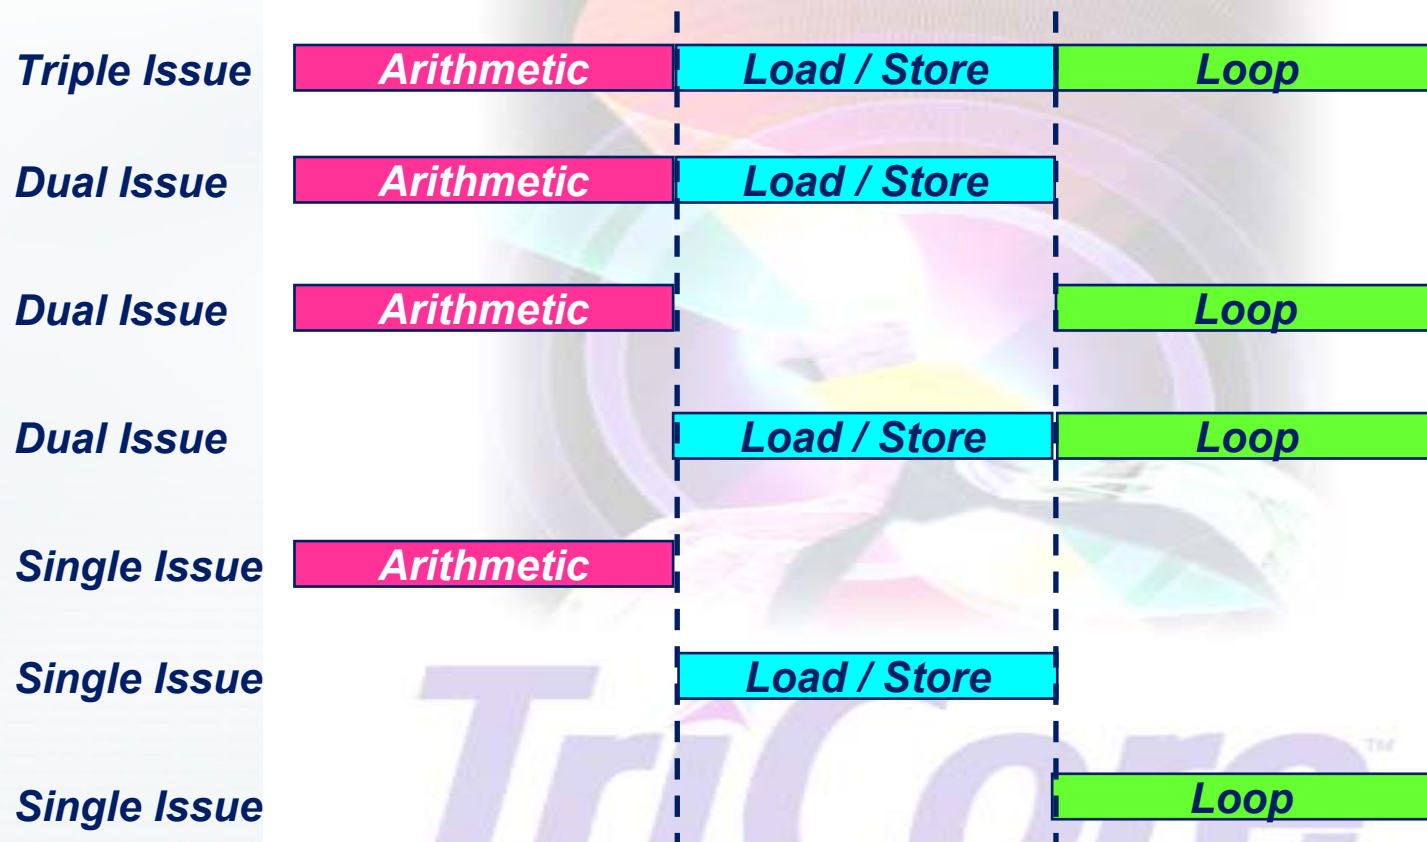 Triple Issue Arithmetic Load / Store Loop
Dual Issue Arithmetic Load / Store
Dual Issue Arithmetic Loop
Dual Issue Load / Store Loop
Single Issue Arithmetic
Single Issue Load / Store
Single Issue Loop
TriCore™